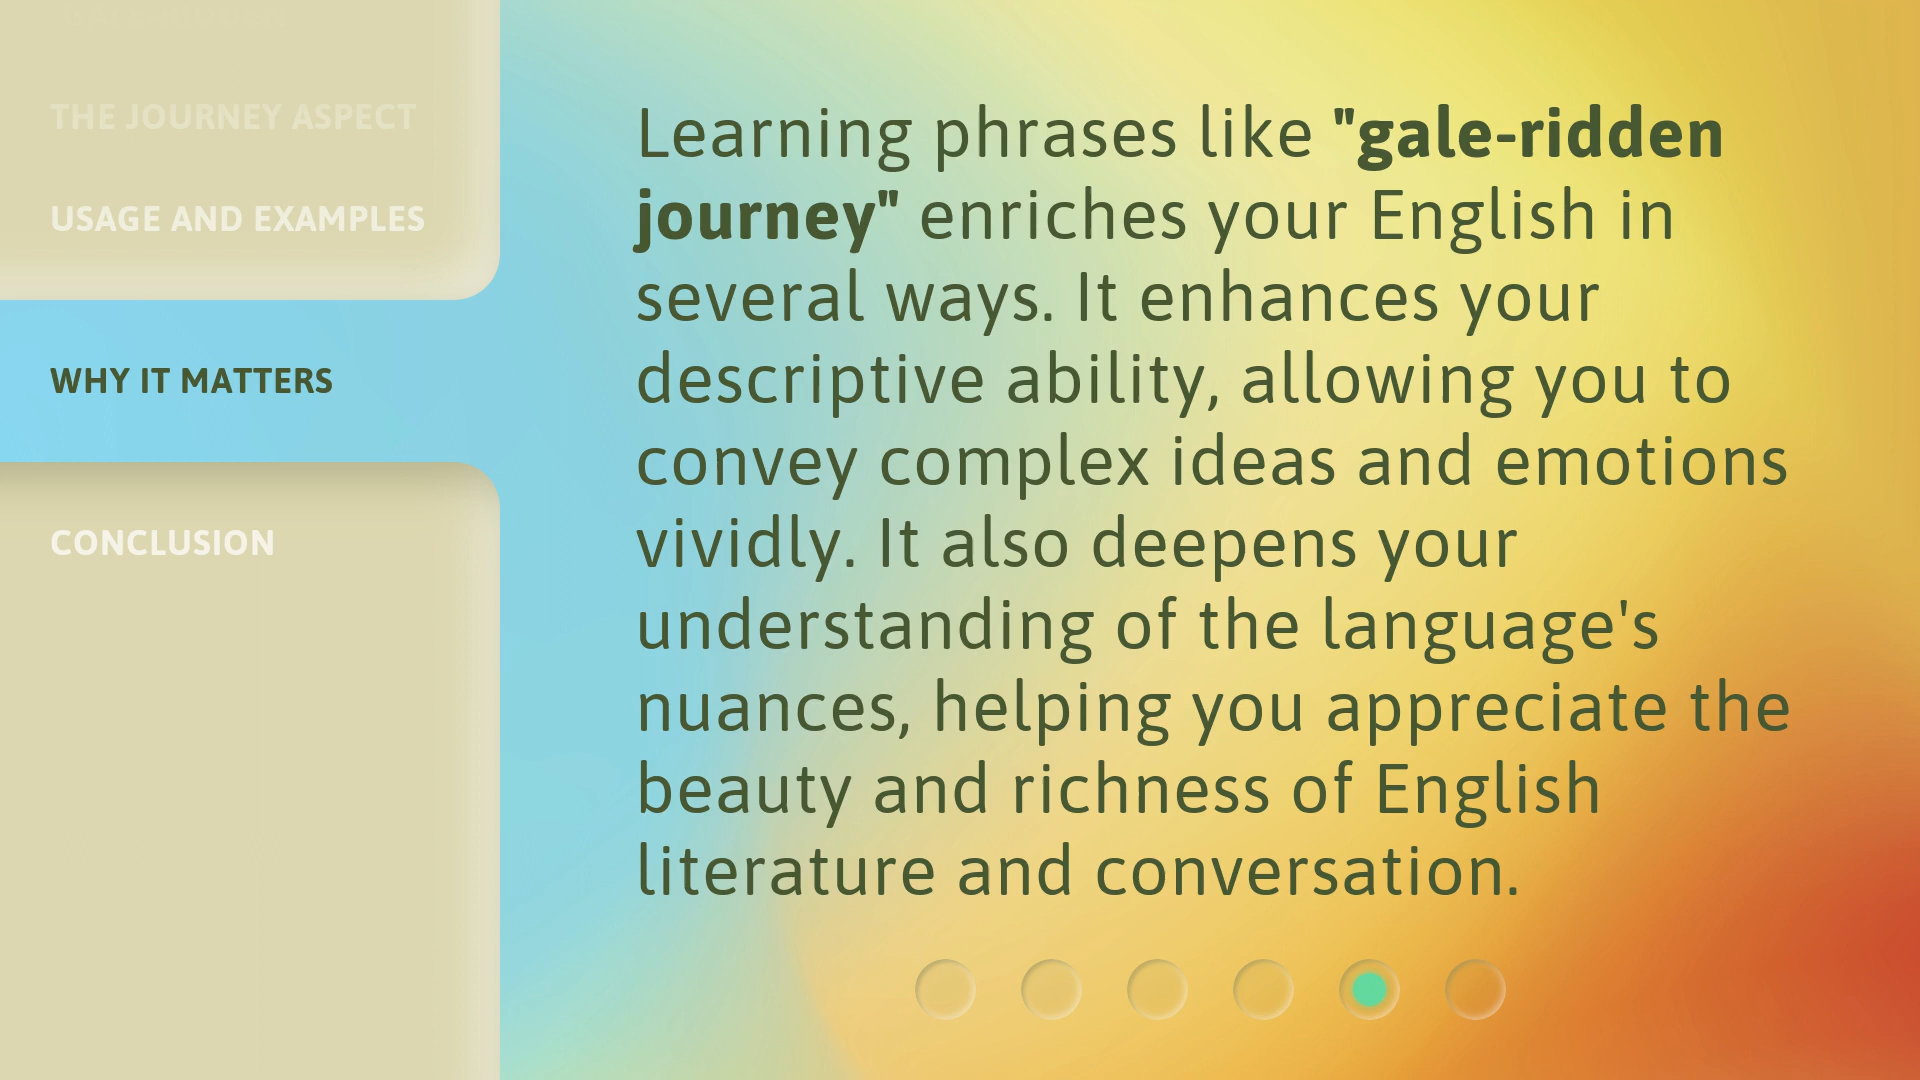 THE JOURNEY ASPECT
USAGE AND EXAMPLES
WHY IT MATTERS
CONCLUSION
Learning phrases like "gale-ridden
journey" enriches your English in
several ways. It enhances your
descriptive ability, allowing you to
convey complex ideas and emotions
vividly. It also deepens your
understanding of the language's
nuances, helping you appreciate the
beauty and richness of English
literature and conversation.